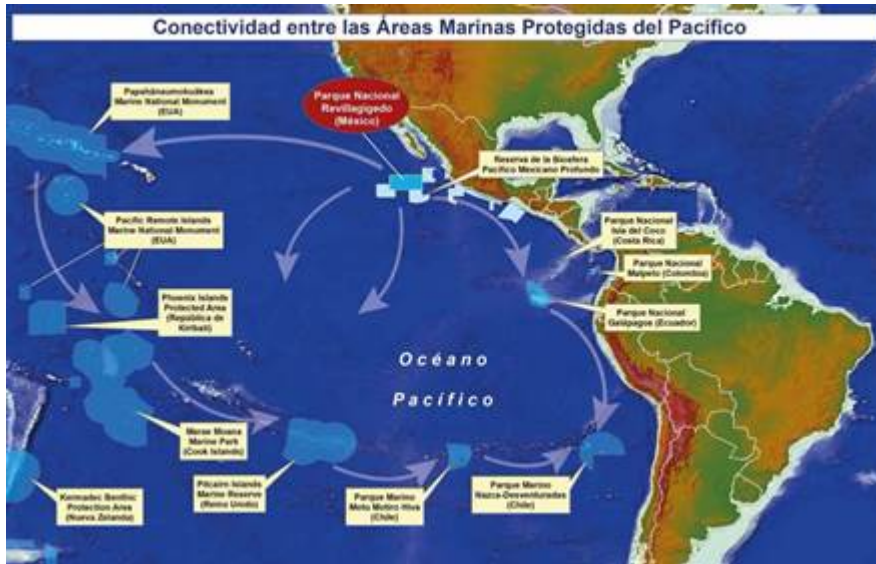 Conectividad entre las Áreas Marinas Protegidas del Pacífico
Papahānaumokuākea
Marine National Monument
(EUA)
Parque Nacional
Revillagigedo
(México)
Reserva de la Biosfera
Pacífico Mexicano Profundo
Pacific Remote Islands
Marine National Monument
(EUA)
Parque Nacional
Isla del Coco
(Costa Rica)
Parque Nacional
Malpelo (Colombia)
Phoenix Islands
Protected Area
(República de
Kiribati)
Parque Nacional
Galápagos (Ecuador)
Océano
Pacífico
Marae Moana
Marine Park
(Cook Islands)
Pitcairn Islands
Marine Reserve
(Reino Unido)
Parque Marino
Motu Motiro Hiva
(Chile)
Parque Marino
Nazca-Desventuradas
(Chile)
Kermadec Benthic
Protection Area
(Nueva Zelanda)